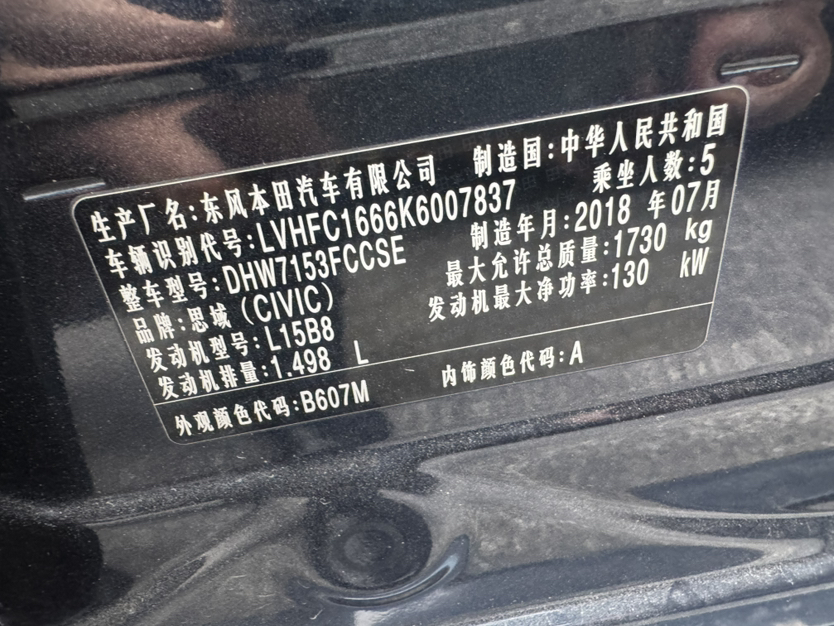 生产厂名:东风本田汽车有限公司 制造国:中华人民共和国
车辆识别代号:LVHFC1666K6007837 乘坐人数:5
整车型号:DHW7153FCCSE 制造年月:2018 年07月
品牌:思域(CIVIC) 最大允许总质量:1730 kg
发动机型号:L15B8 发动机最大净功率:130 kW
发动机排量:1.498 L
外观颜色代码:B607M 内饰颜色代码:A